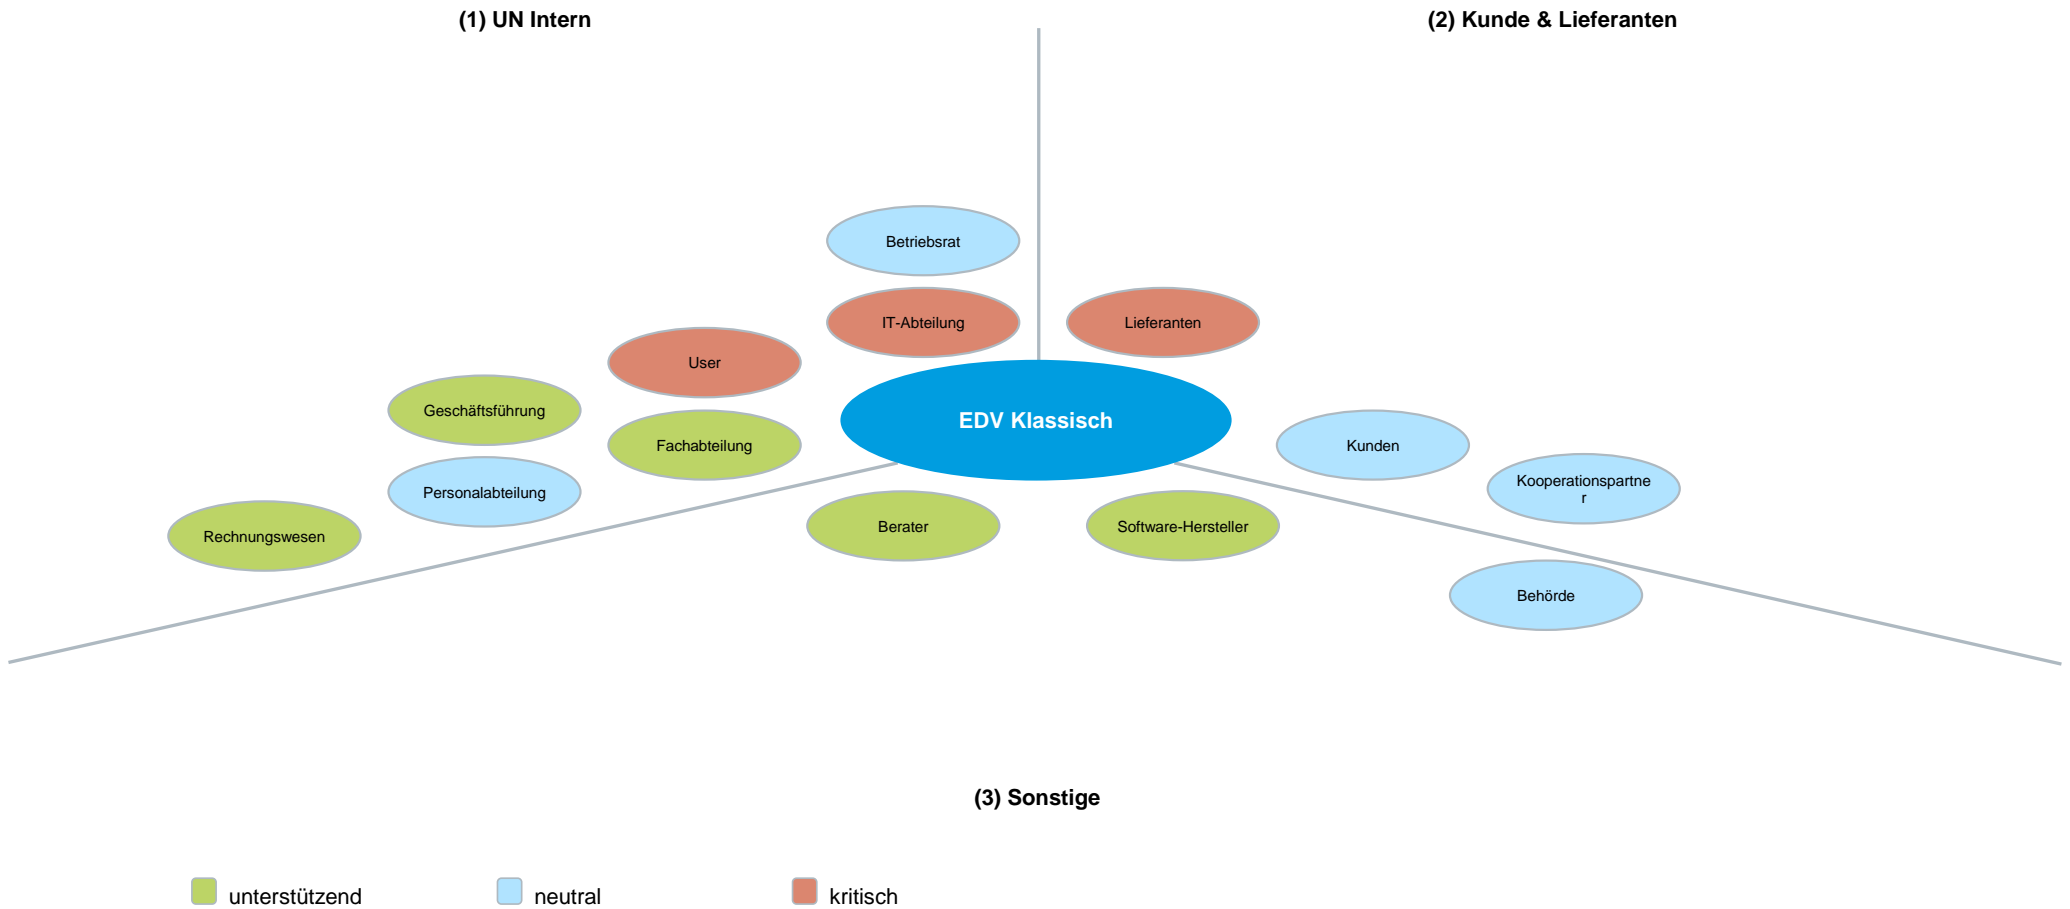 (1) UN Intern
(2) Kunde & Lieferanten
Betriebsrat
IT-Abteilung
Lieferanten
User
Geschäftsführung
EDV Klassisch
Fachabteilung
Kunden
Personalabteilung
Kooperationspartne
r
Rechnungswesen
Berater
Software-Hersteller
Behörde
(3) Sonstige
unterstützend
neutral
kritisch